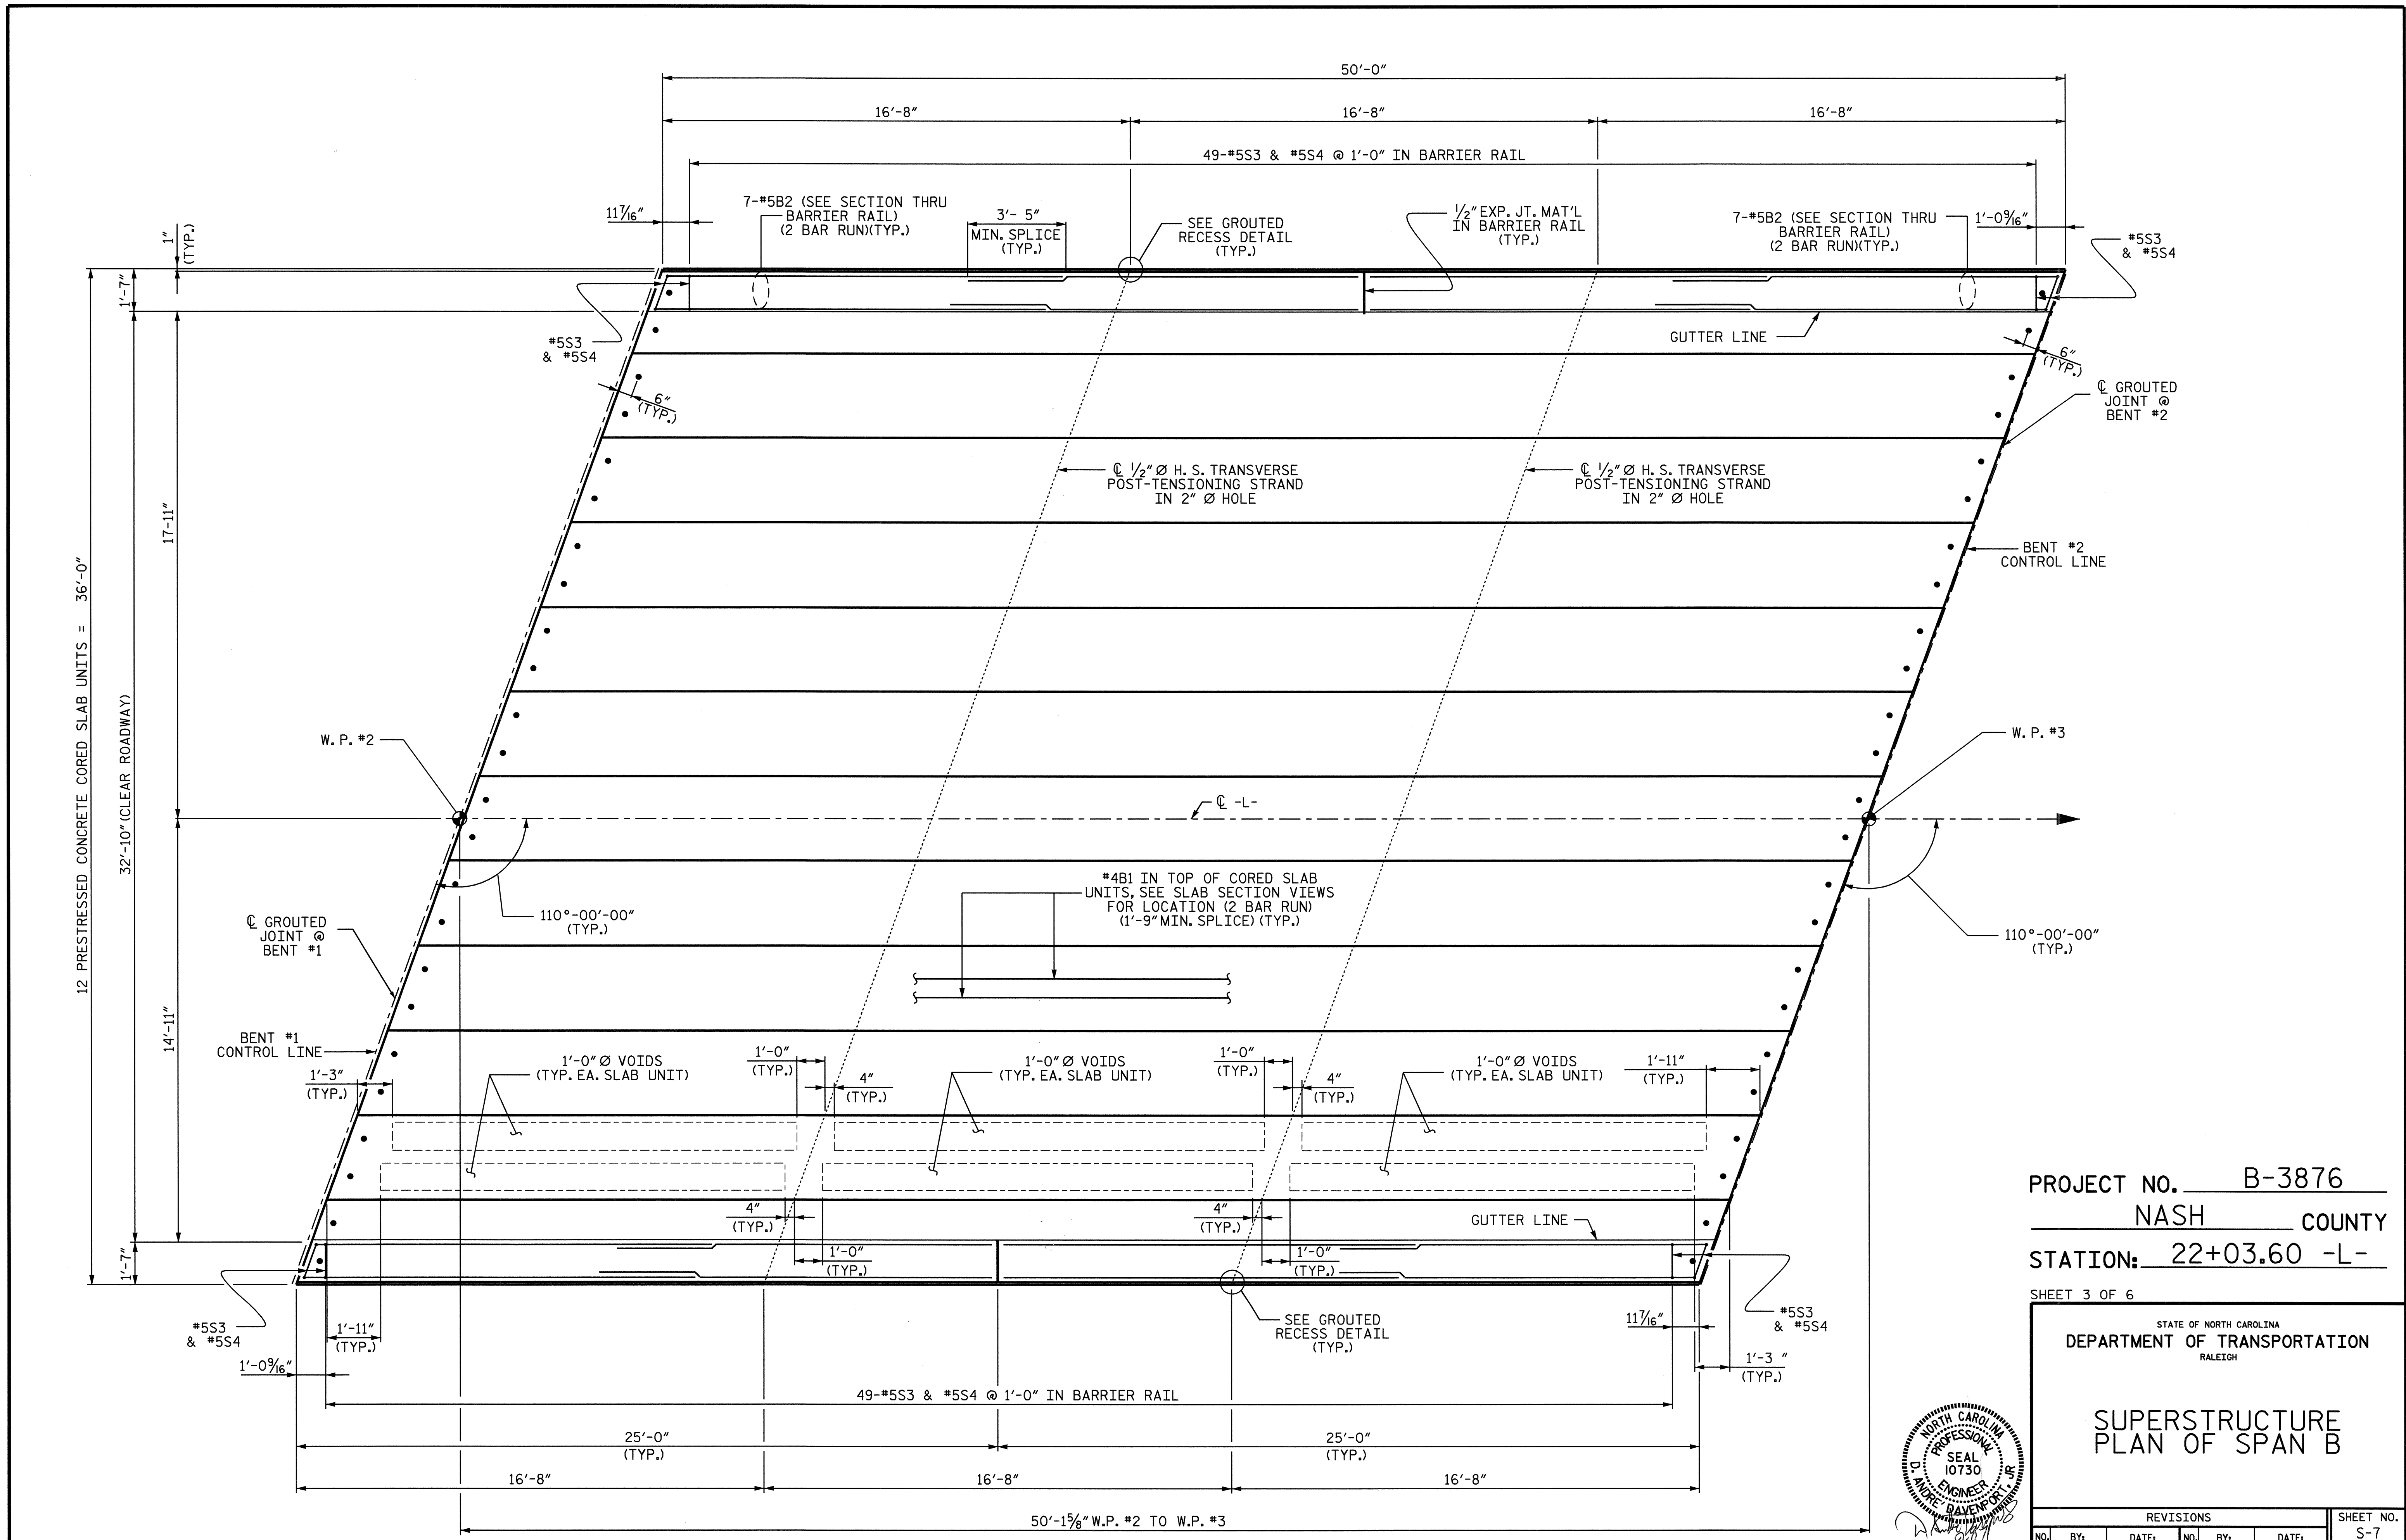 50'-0"
16'-8"
16'-8"
16'-8"
49-#5S3 & #5S4 @ 1'-0" IN BARRIER RAIL
11 7/16"
7-#5B2 (SEE SECTION THRU
BARRIER RAIL)
(2 BAR RUN)(TYP.)
3'- 5"
MIN. SPLICE
(TYP.)
SEE GROUTED
RECESS DETAIL
(TYP.)
1/2" EXP. JT. MAT'L
IN BARRIER RAIL
(TYP.)
7-#5B2 (SEE SECTION THRU
BARRIER RAIL)
(2 BAR RUN)(TYP.)
1'-0 9/16"
#5S3
& #5S4
1"
(TYP.)
1'-7"
#5S3
& #5S4
GUTTER LINE
6"
(TYP.)
6"
(TYP.)
℄ GROUTED
JOINT @
BENT #2
℄ 1/2" Ø H. S. TRANSVERSE
POST-TENSIONING STRAND
IN 2" Ø HOLE
℄ 1/2" Ø H. S. TRANSVERSE
POST-TENSIONING STRAND
IN 2" Ø HOLE
17'-11"
BENT #2
CONTROL LINE
12 PRESTRESSED CONCRETE CORED SLAB UNITS = 36'-0"
32'-10" (CLEAR ROADWAY)
W. P. #2
W. P. #3
℄ -L-
110°-00'-00"
(TYP.)
110°-00'-00"
(TYP.)
#4B1 IN TOP OF CORED SLAB
UNITS, SEE SLAB SECTION VIEWS
FOR LOCATION (2 BAR RUN)
(1'-9" MIN. SPLICE) (TYP.)
℄ GROUTED
JOINT @
BENT #1
14'-11"
BENT #1
CONTROL LINE
1'-3"
(TYP.)
1'-0" Ø VOIDS
(TYP. EA. SLAB UNIT)
1'-0"
(TYP.)
4"
(TYP.)
1'-0" Ø VOIDS
(TYP. EA. SLAB UNIT)
1'-0"
(TYP.)
4"
(TYP.)
1'-0" Ø VOIDS
(TYP. EA. SLAB UNIT)
1'-11"
(TYP.)
4"
(TYP.)
1'-0"
(TYP.)
4"
(TYP.)
1'-0"
(TYP.)
GUTTER LINE
1'-7"
#5S3
& #5S4
1'-11"
(TYP.)
1'-0 9/16"
SEE GROUTED
RECESS DETAIL
(TYP.)
11 7/16"
#5S3
& #5S4
1'-3 "
(TYP.)
49-#5S3 & #5S4 @ 1'-0" IN BARRIER RAIL
25'-0"
(TYP.)
25'-0"
(TYP.)
16'-8"
16'-8"
16'-8"
50'-1 5/8" W.P. #2 TO W.P. #3
PROJECT NO. B-3876
NASH COUNTY
STATION: 22+03.60 -L-
SHEET 3 OF 6
STATE OF NORTH CAROLINA
DEPARTMENT OF TRANSPORTATION
RALEIGH
SUPERSTRUCTURE
PLAN OF SPAN B
NORTH CAROLINA
PROFESSIONAL
SEAL
10730
ENGINEER
D. ANDRE' DAVENPORT, JR
REVISIONS
SHEET NO.
S-7
NO. BY: DATE: NO. BY: DATE: